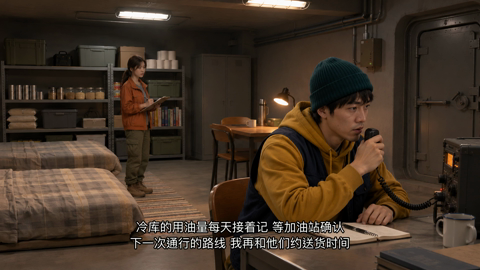 冷库的用油量每天接着记 等加油站确认
下一次通行的路线 我再和他们约送货时间